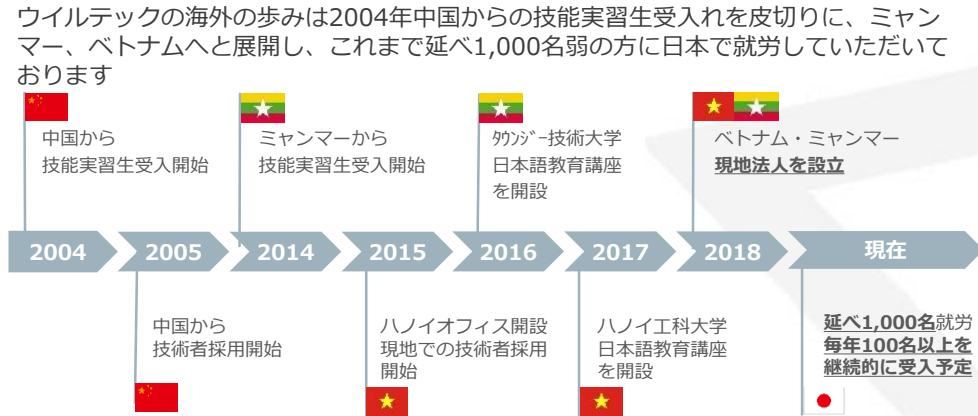 ウイルテックの海外の歩みは2004年中国からの技能実習生受入れを皮切りに、ミャン
マー、ベトナムへと展開し、これまで延べ1,000名弱の方に日本で就労していただいて
おります
中国から
技能実習生受入開始
ミャンマーから
技能実習生受入開始
ﾀｳﾝｼﾞｰ技術大学
日本語教育講座
を開設
ベトナム・ミャンマー
現地法人を設立
2004
2005
2014
2015
2016
2017
2018
現在
中国から
技術者採用開始
ハノイオフィス開設
現地での技術者採用
開始
ハノイ工科大学
日本語教育講座
を開設
延べ1,000名就労
毎年100名以上を
継続的に受入予定